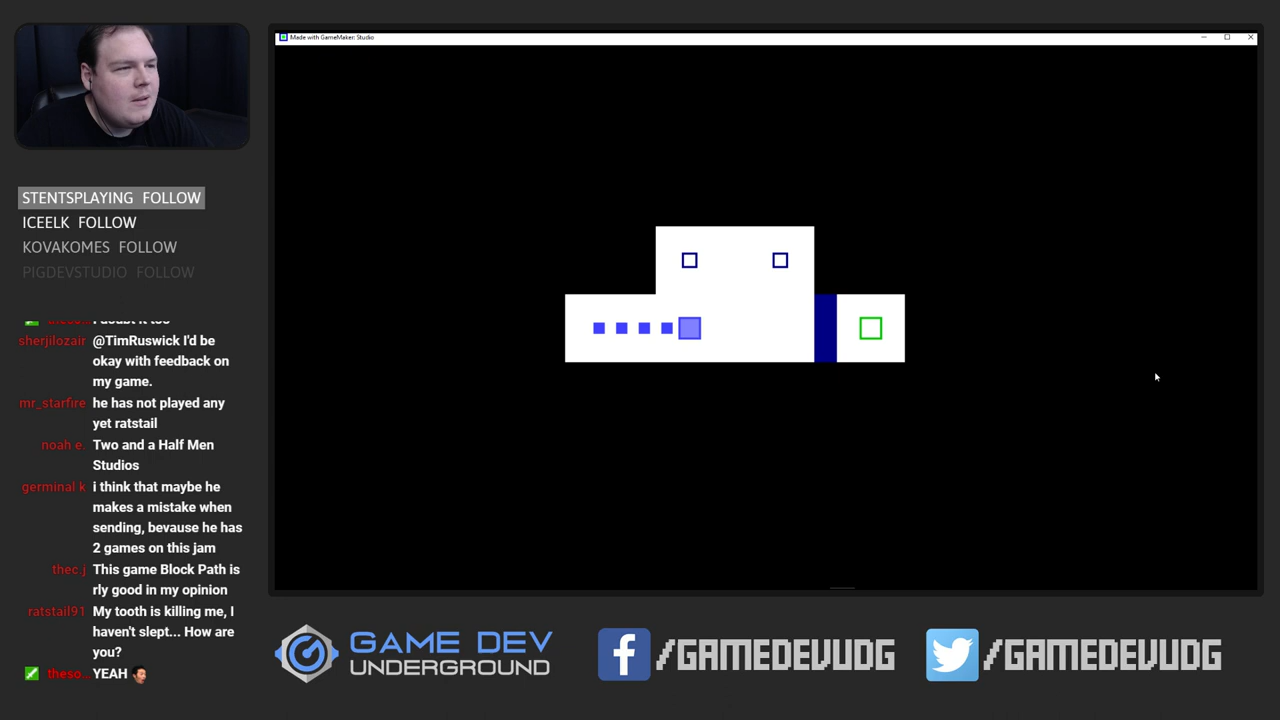 Made with GameMaker: Studio
STENTSPLAYING FOLLOW
ICEELK FOLLOW
KOVAKOMES FOLLOW
PIGDEVSTUDIO FOLLOW
sherjilozair @TimRuswick I'd be
okay with feedback on
my game.
mr_starfire he has not played any
yet ratstail
noah e. Two and a Half Men
Studios
germinal k i think that maybe he
makes a mistake when
sending, bevause he has
2 games on this jam
thec.j This game Block Path is
rly good in my opinion
ratstail91 My tooth is killing me, I
haven't slept... How are
you?
theso... YEAH
GAME DEV
UNDERGROUND
/GAMEDEVUDG
/GAMEDEVUDG